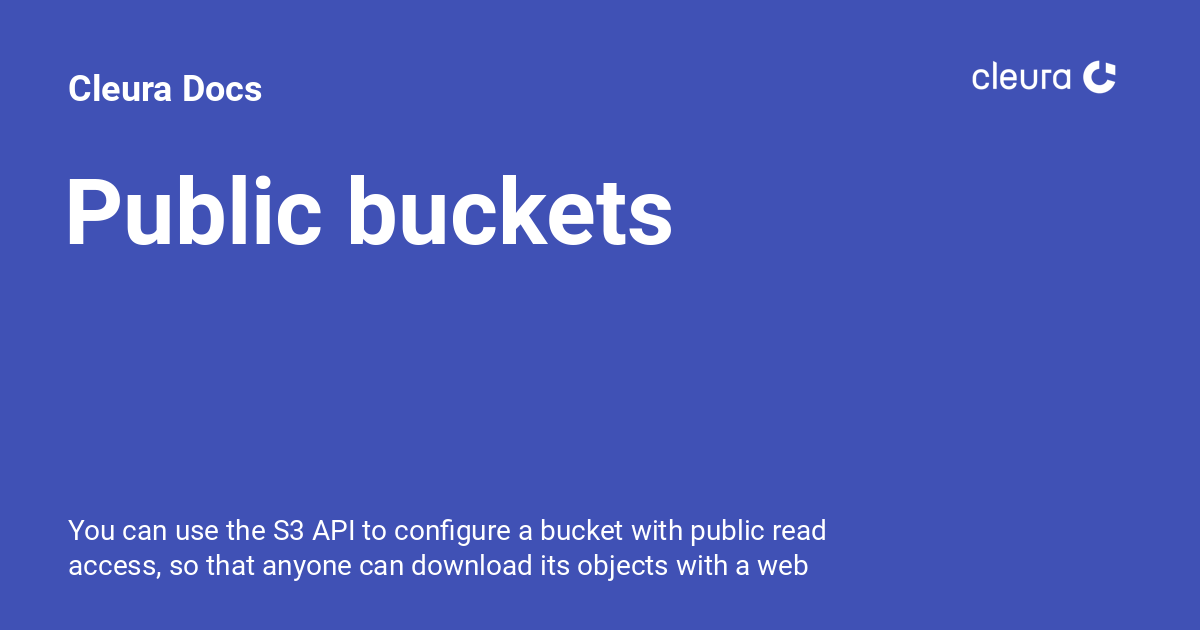 Cleura Docs
cleura
Public buckets
You can use the S3 API to configure a bucket with public read
access, so that anyone can download its objects with a web